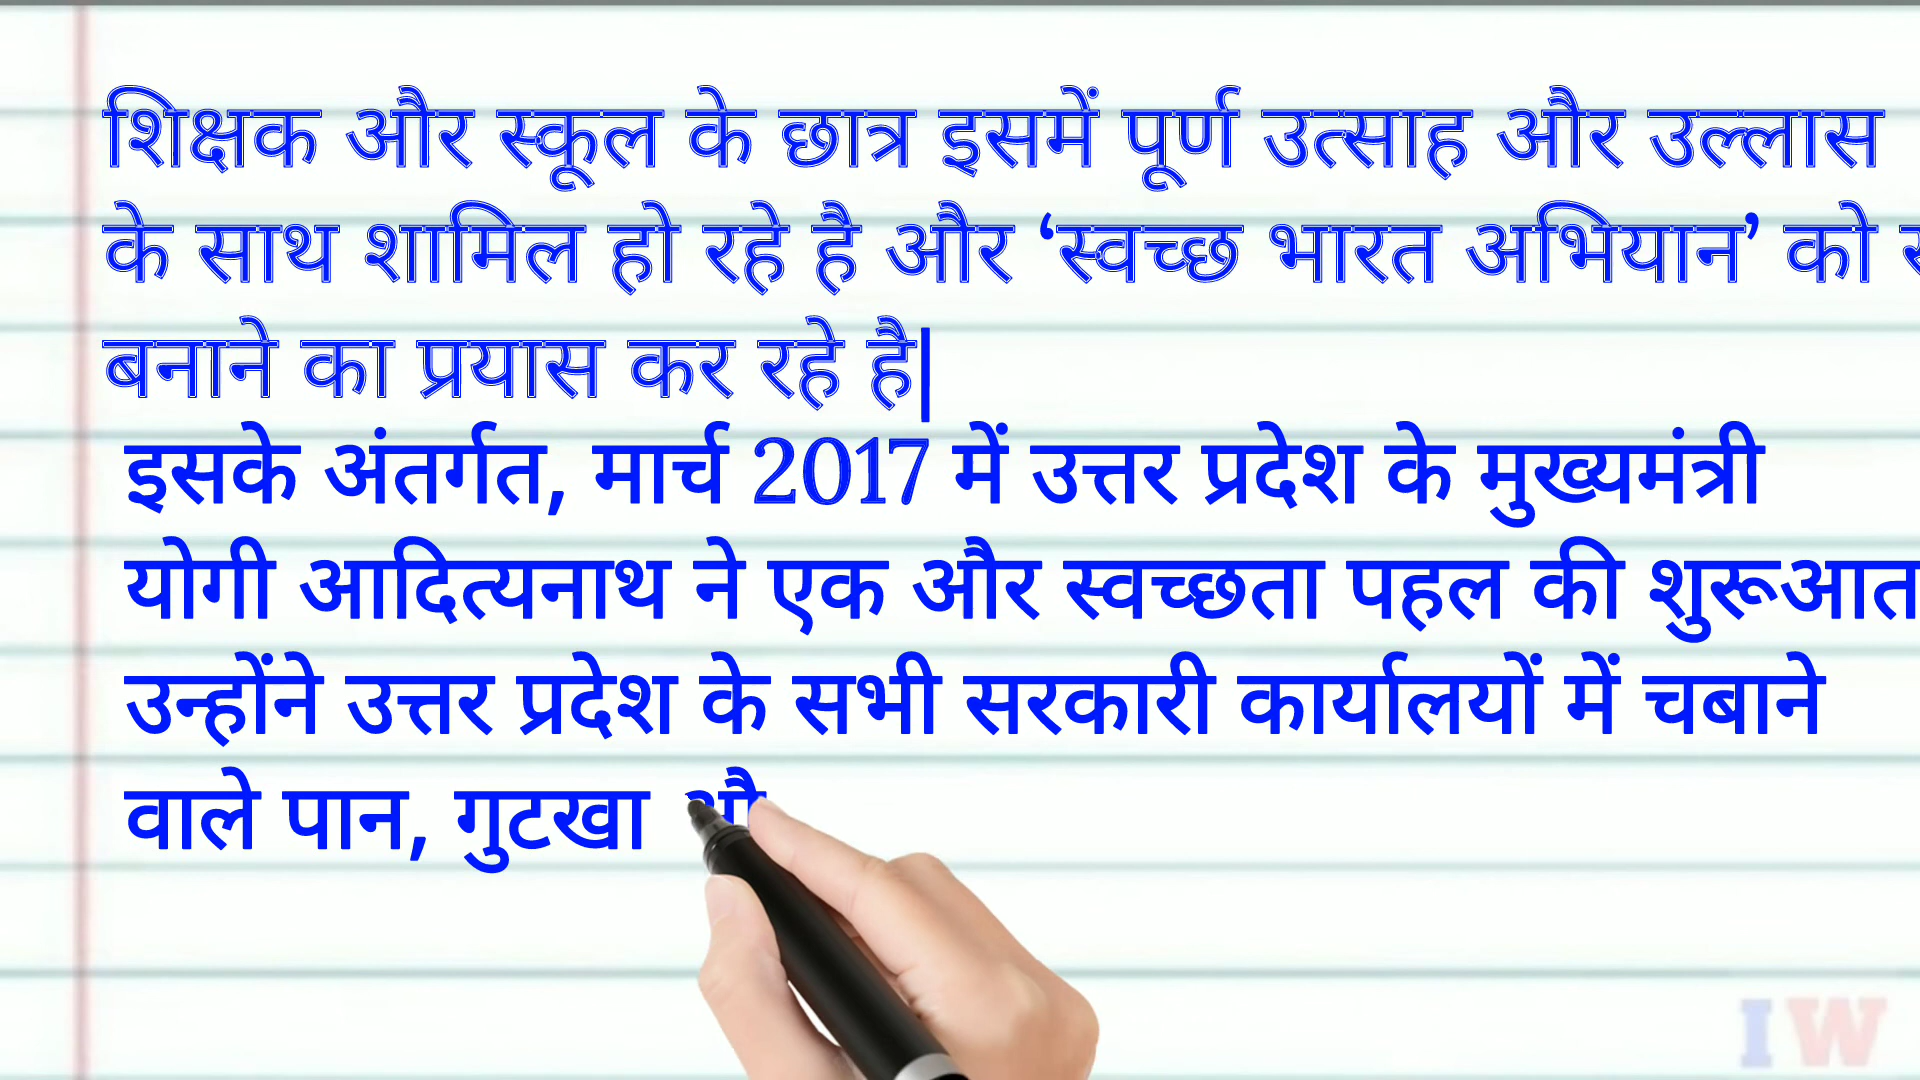 शिक्षक और स्कूल के छात्र इसमें पूर्ण उत्साह और उल्लास
के साथ शामिल हो रहे है और ‘स्वच्छ भारत अभियान’ को
बनाने का प्रयास कर रहे है|
इसके अंतर्गत, मार्च 2017 में उत्तर प्रदेश के मुख्यमंत्री
योगी आदित्यनाथ ने एक और स्वच्छता पहल की शुरूआत
उन्होंने उत्तर प्रदेश के सभी सरकारी कार्यालयों में चबाने
वाले पान, गुटखा
IW